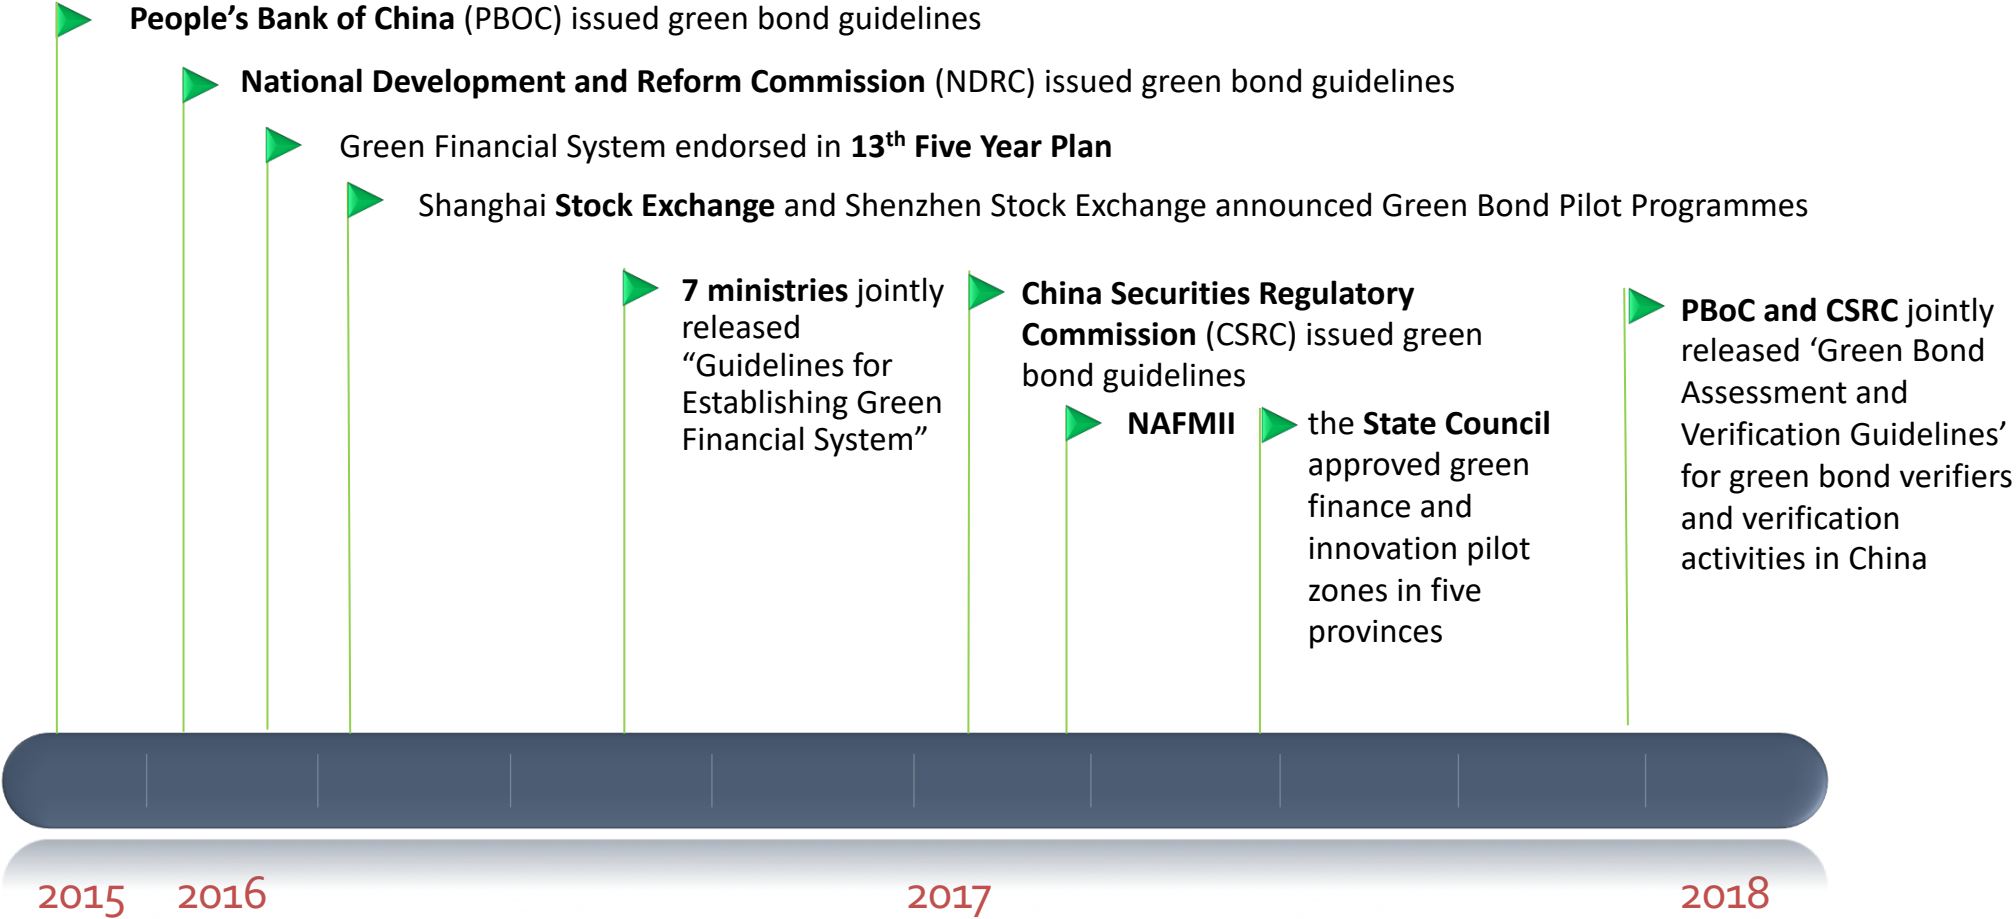 People’s Bank of China (PBOC) issued green bond guidelines
National Development and Reform Commission (NDRC) issued green bond guidelines
Green Financial System endorsed in 13th Five Year Plan
Shanghai Stock Exchange and Shenzhen Stock Exchange announced Green Bond Pilot Programmes
7 ministries jointly
released
“Guidelines for
Establishing Green
Financial System”
China Securities Regulatory
Commission (CSRC) issued green
bond guidelines
NAFMII
the State Council
approved green
finance and
innovation pilot
zones in five
provinces
PBoC and CSRC jointly
released ‘Green Bond
Assessment and
Verification Guidelines’
for green bond verifiers
and verification
activities in China
2015
2016
2017
2018